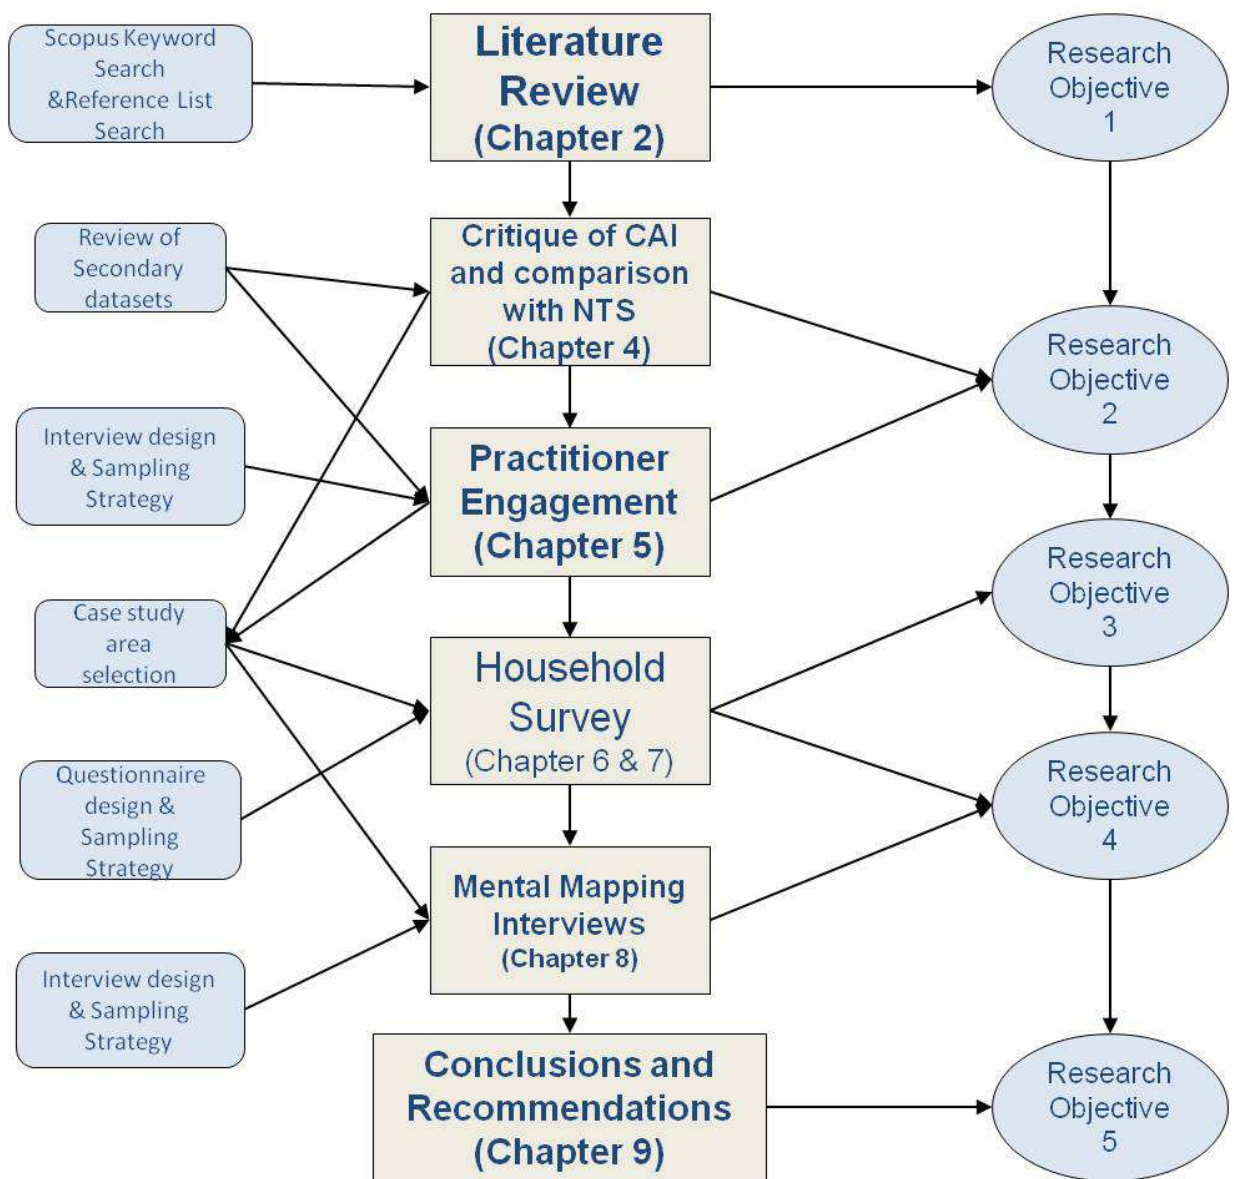 Scopus Keyword
Search
&Reference List
Search
Literature
Review
(Chapter 2)
Research
Objective
1
Review of
Secondary
datasets
Critique of CAI
and comparison
with NTS
(Chapter 4)
Research
Objective
2
Interview design
& Sampling
Strategy
Practitioner
Engagement
(Chapter 5)
Research
Objective
3
Case study
area
selection
Household
Survey
(Chapter 6 & 7)
Research
Objective
4
Questionnaire
design &
Sampling
Strategy
Mental Mapping
Interviews
(Chapter 8)
Interview design
& Sampling
Strategy
Conclusions and
Recommendations
(Chapter 9)
Research
Objective
5